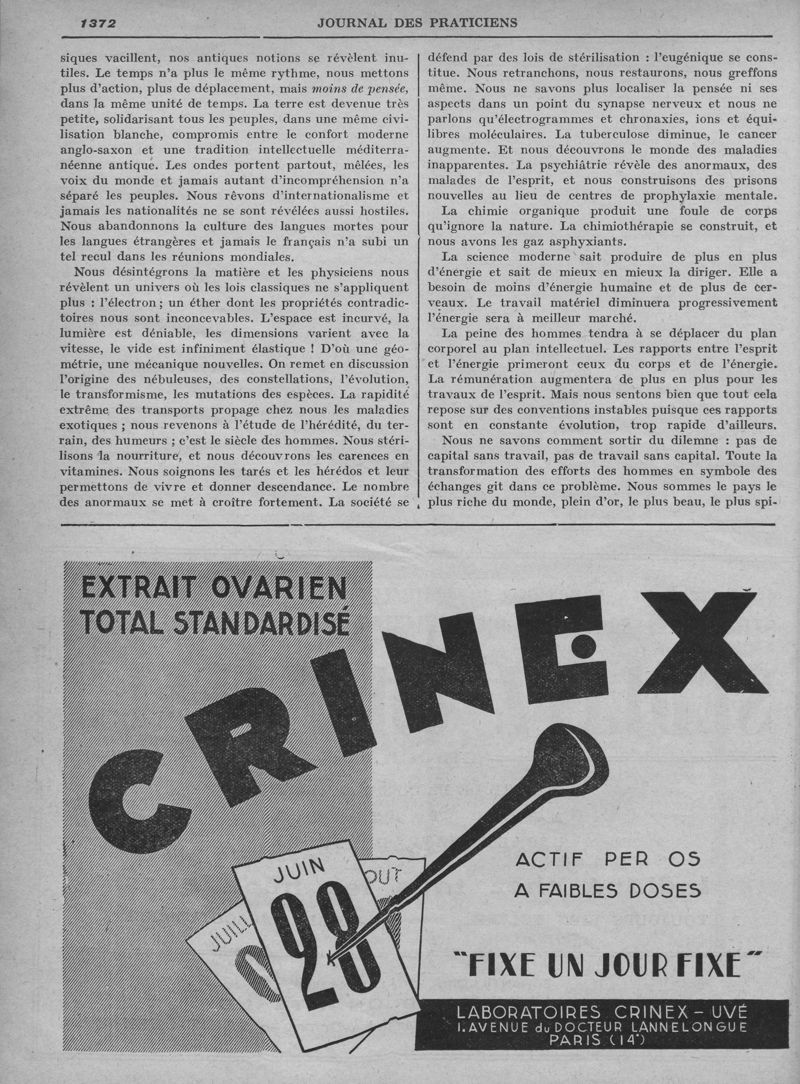 1372
JOURNAL DES PRATICIENS
siques vacillent, nos antiques notions se révèlent inu-
tiles. Le temps n'a plus le même rythme, nous mettons
plus d'action, plus de déplacement, mais moins de pensée,
dans la même unité de temps. La terre est devenue très
petite, solidarisant tous les peuples, dans une même civi-
lisation blanche, compromis entre le confort moderne
anglo-saxon et une tradition intellectuelle méditerra-
néenne antique. Les ondes portent partout, mêlées, les
voix du monde et jamais autant d'incompréhension n'a
séparé les peuples. Nous rêvons d'internationalisme et
jamais les nationalités ne se sont révélées aussi hostiles.
Nous abandonnons la culture des langues mortes pour
les langues étrangères et jamais le français n'a subi un
tel recul dans les réunions mondiales.
Nous désintégrons la matière et les physiciens nous
révèlent un univers où les lois classiques ne s'appliquent
plus : l'électron ; un éther dont les propriétés contradic-
toires nous sont inconcevables. L'espace est incurvé, la
lumière est déniable, les dimensions varient avec la
vitesse, le vide est infiniment élastique ! D'où une géo-
métrie, une mécanique nouvelles. On remet en discussion
l'origine des nébuleuses, des constellations, l'évolution,
le transformisme, les mutations des espèces. La rapidité
extrême des transports propage chez nous les maladies
exotiques ; nous revenons à l'étude de l'hérédité, du ter-
rain, des humeurs ; c'est le siècle des hommes. Nous stéri-
lisons la nourriture, et nous découvrons les carences en
vitamines. Nous soignons les tarés et les hérédos et leur
permettons de vivre et donner descendance. Le nombre
des anormaux se met à croître fortement. La société se
défend par des lois de stérilisation : l'eugénique se cons-
titue. Nous retranchons, nous restaurons, nous greffons
même. Nous ne savons plus localiser la pensée ni ses
aspects dans un point du synapse nerveux et nous ne
parlons qu'électrogrammes et chronaxies, ions et équi-
libres moléculaires. La tuberculose diminue, le cancer
augmente. Et nous découvrons le monde des maladies
inapparentes. La psychiâtrie révèle des anormaux, des
malades de l'esprit, et nous construisons des prisons
nouvelles au lieu de centres de prophylaxie mentale.
La chimie organique produit une foule de corps
qu'ignore la nature. La chimiothérapie se construit, et
nous avons les gaz asphyxiants.
La science moderne sait produire de plus en plus
d'énergie et sait de mieux en mieux la diriger. Elle a
besoin de moins d'énergie humaine et de plus de cer-
veaux. Le travail matériel diminuera progressivement
l'énergie sera à meilleur marché.
La peine des hommes tendra à se déplacer du plan
corporel au plan intellectuel. Les rapports entre l'esprit
et l'énergie primeront ceux du corps et de l'énergie.
La rémunération augmentera de plus en plus pour les
travaux de l'esprit. Mais nous sentons bien que tout cela
repose sur des conventions instables puisque ces rapports
sont en constante évolution, trop rapide d'ailleurs.
Nous ne savons comment sortir du dilemne : pas de
capital sans travail, pas de travail sans capital. Toute la
transformation des efforts des hommes en symbole des
échanges git dans ce problème. Nous sommes le pays le
plus riche du monde, plein d'or, le plus beau, le plus spi-
EXTRAIT OVARIEN
TOTAL STANDARDISÉ
CRINEX
JUIN
28
JUILL
0
OUT
ACTIF PER OS
A FAIBLES DOSES
"FIXE UN JOUR FIXE"
LABORATOIRES CRINEX - UVÉ
1. AVENUE du DOCTEUR LANNELONGUE
PARIS (14°)